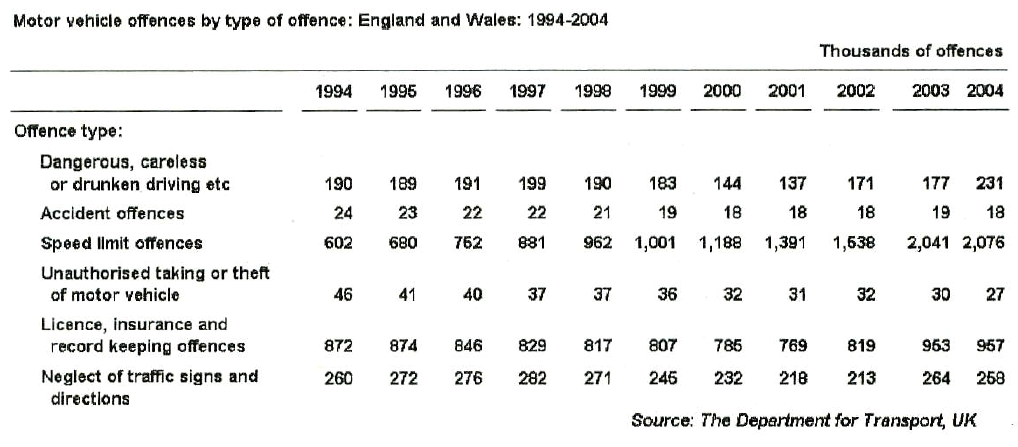 Motor vehicle offences by type of offence: England and Wales: 1994-2004
Thousands of offences
1994 1995 1996 1997 1998 1999 2000 2001 2002 2003 2004
Offence type:
Dangerous, careless
or drunken driving etc 190 189 191 199 190 183 144 137 171 177 231
Accident offences 24 23 22 22 21 19 18 18 18 19 18
Speed limit offences 602 680 752 881 962 1,001 1,188 1,391 1,538 2,041 2,076
Unauthorised taking or theft
of motor vehicle 46 41 40 37 37 36 32 31 32 30 27
Licence, insurance and
record keeping offences 872 874 846 829 817 807 785 769 819 953 957
Neglect of traffic signs and 260 272 276 282 271 245 232 218 213 264 258
directions
Source: The Department for Transport, UK